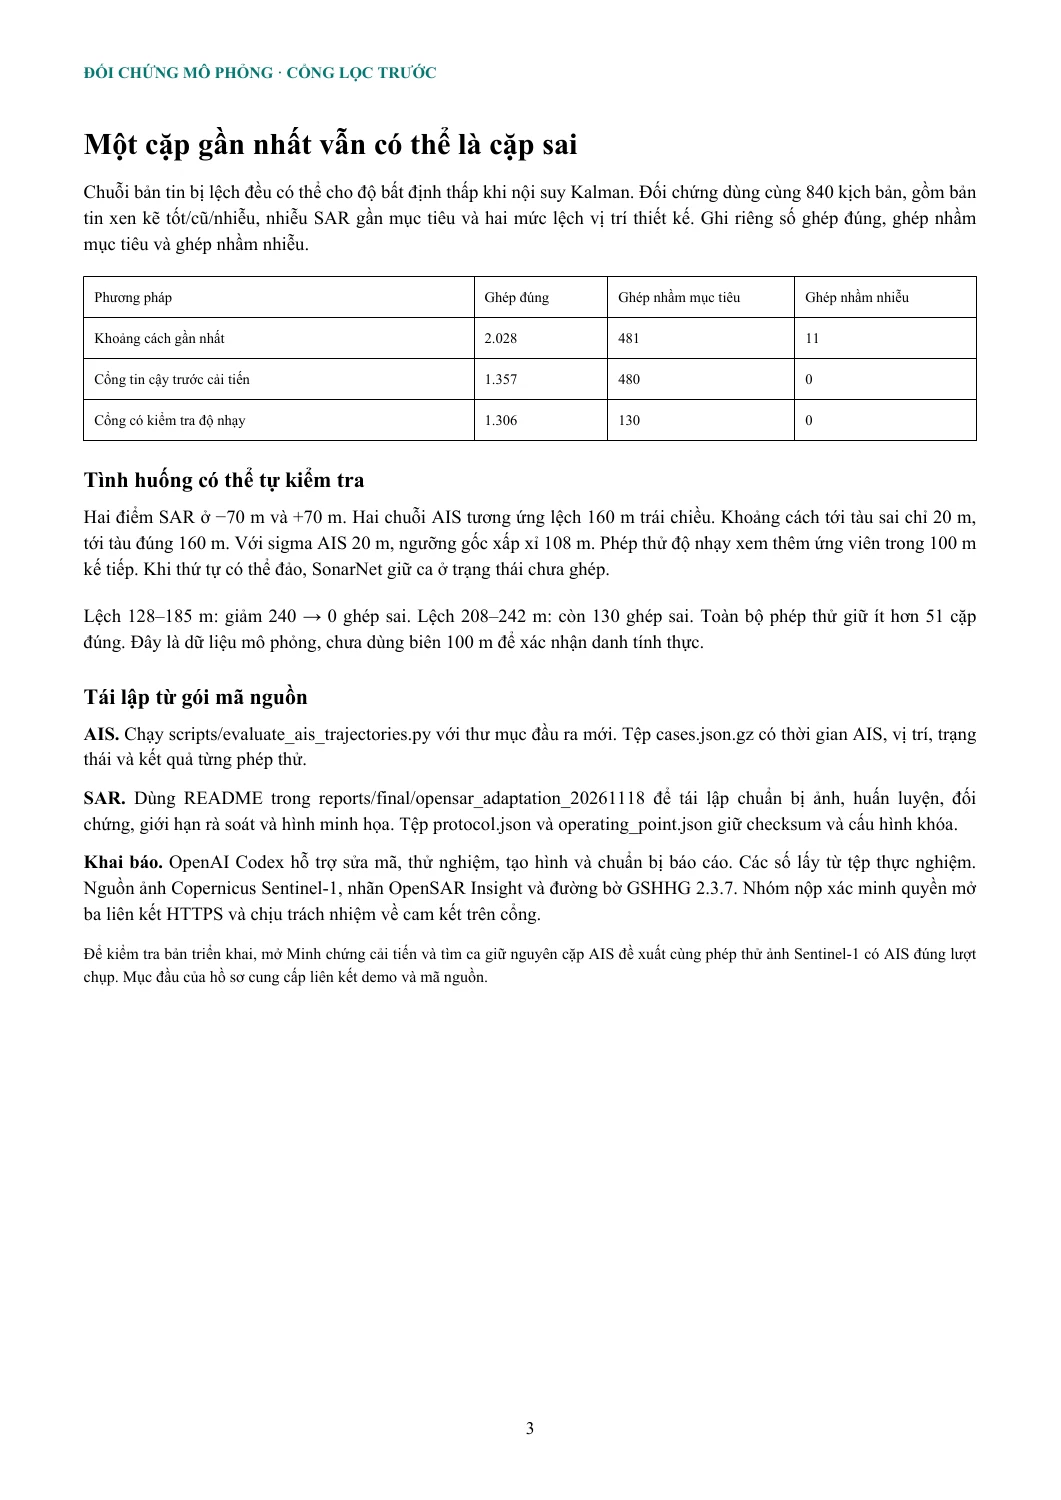 ĐỐI CHỨNG MÔ PHỎNG · CỔNG LỌC TRƯỚC
Một cặp gần nhất vẫn có thể là cặp sai
Chuỗi bản tin bị lệch đều có thể cho độ bất định thấp khi nội suy Kalman. Đối chứng dùng cùng 840 kịch bản, gồm bản
tin xen kẽ tốt/cũ/nhiễu, nhiễu SAR gần mục tiêu và hai mức lệch vị trí thiết kế. Ghi riêng số ghép đúng, ghép nhầm
mục tiêu và ghép nhầm nhiễu.
Phương pháp Ghép đúng Ghép nhầm mục tiêu Ghép nhầm nhiễu
Khoảng cách gần nhất 2.028 481 11
Cổng tin cậy trước cải tiến 1.357 480 0
Cổng có kiểm tra độ nhạy 1.306 130 0
Tình huống có thể tự kiểm tra
Hai điểm SAR ở −70 m và +70 m. Hai chuỗi AIS tương ứng lệch 160 m trái chiều. Khoảng cách tới tàu sai chỉ 20 m,
tới tàu đúng 160 m. Với sigma AIS 20 m, ngưỡng gốc xấp xỉ 108 m. Phép thử độ nhạy xem thêm ứng viên trong 100 m
kế tiếp. Khi thứ tự có thể đảo, SonarNet giữ ca ở trạng thái chưa ghép.
Lệch 128–185 m: giảm 240 → 0 ghép sai. Lệch 208–242 m: còn 130 ghép sai. Toàn bộ phép thử giữ ít hơn 51 cặp
đúng. Đây là dữ liệu mô phỏng, chưa dùng biên 100 m để xác nhận danh tính thực.
Tái lập từ gói mã nguồn
AIS. Chạy scripts/evaluate_ais_trajectories.py với thư mục đầu ra mới. Tệp cases.json.gz có thời gian AIS, vị trí, trạng
thái và kết quả từng phép thử.
SAR. Dùng README trong reports/final/opensar_adaptation_20261118 để tái lập chuẩn bị ảnh, huấn luyện, đối
chứng, giới hạn rà soát và hình minh họa. Tệp protocol.json và operating_point.json giữ checksum và cấu hình khóa.
Khai báo. OpenAI Codex hỗ trợ sửa mã, thử nghiệm, tạo hình và chuẩn bị báo cáo. Các số lấy từ tệp thực nghiệm.
Nguồn ảnh Copernicus Sentinel-1, nhãn OpenSAR Insight và đường bờ GSHHG 2.3.7. Nhóm nộp xác minh quyền mở
ba liên kết HTTPS và chịu trách nhiệm về cam kết trên cổng.
Để kiểm tra bản triển khai, mở Minh chứng cải tiến và tìm ca giữ nguyên cặp AIS đề xuất cùng phép thử ảnh Sentinel-1 có AIS đúng lượt
chụp. Mục đầu của hồ sơ cung cấp liên kết demo và mã nguồn.
3